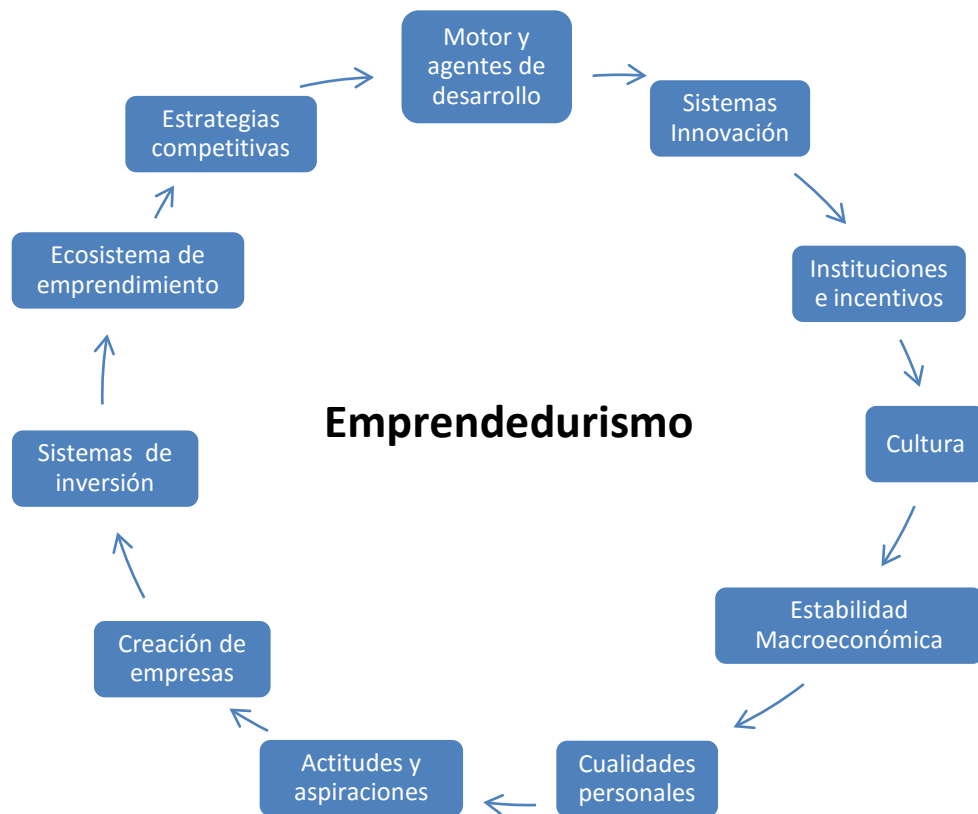 Motor y
agentes de
desarrollo
Sistemas
Innovación
Instituciones
e incentivos
Cultura
Estabilidad
Macroeconómica
Cualidades
personales
Actitudes y
aspiraciones
Creación de
empresas
Sistemas de
inversión
Ecosistema de
emprendimiento
Estrategias
competitivas
Emprendedurismo